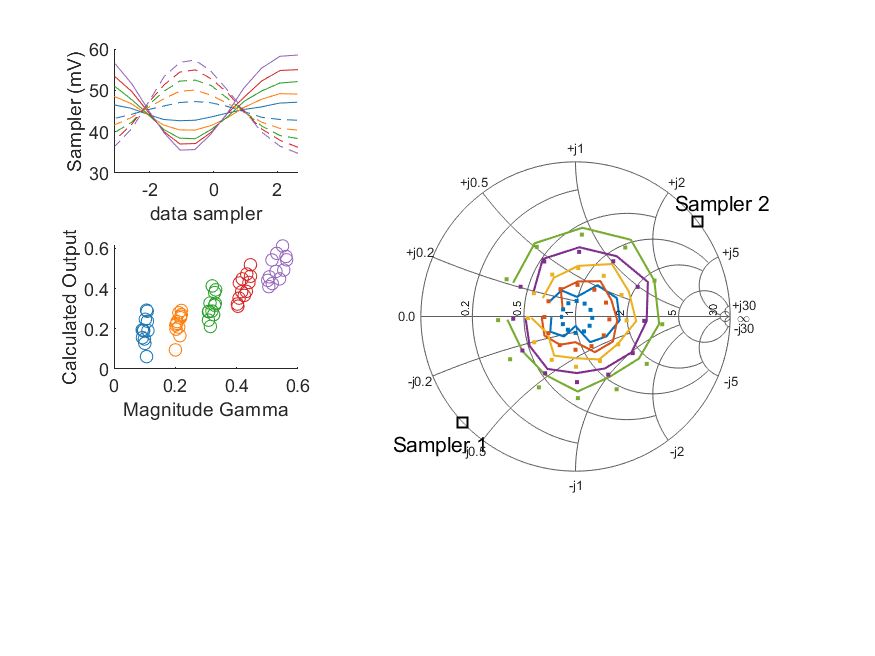 60
50
40
30
Sampler (mV)
-2 0 2
data sampler
0.6
0.4
0.2
0
Calculated Output
0 0.2 0.4 0.6
Magnitude Gamma
+j1
+j0.5 +j2
Sampler 2
+j0.2 +j5
0.0 0.2 0.5 1 2 5 30 +j30
∞
-j30
-j0.2 -j5
Sampler 1
-j0.5 -j2
-j1